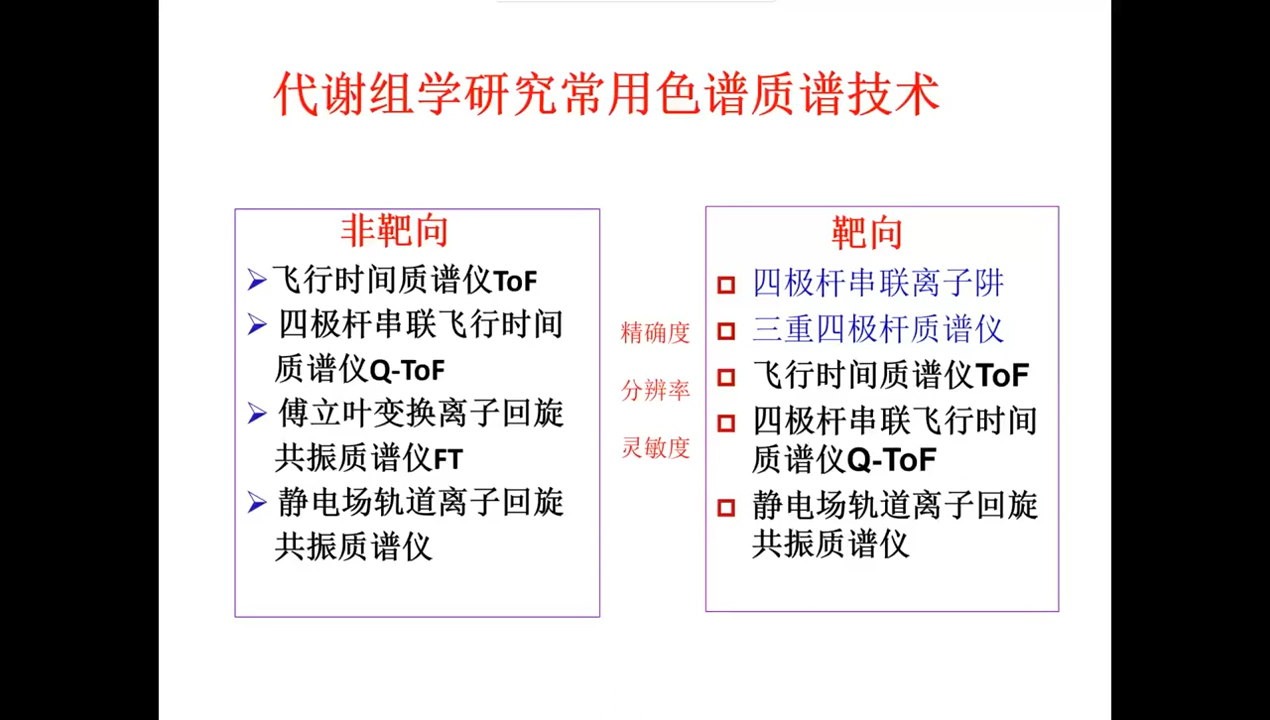 代谢组学研究常用色谱质谱技术
非靶向
飞行时间质谱仪ToF
四极杆串联飞行时间
质谱仪Q-ToF
傅立叶变换离子回旋
共振质谱仪FT
静电场轨道离子回旋
共振质谱仪
精确度
分辨率
灵敏度
靶向
四极杆串联离子阱
三重四极杆质谱仪
飞行时间质谱仪ToF
四极杆串联飞行时间
质谱仪Q-ToF
静电场轨道离子回旋
共振质谱仪